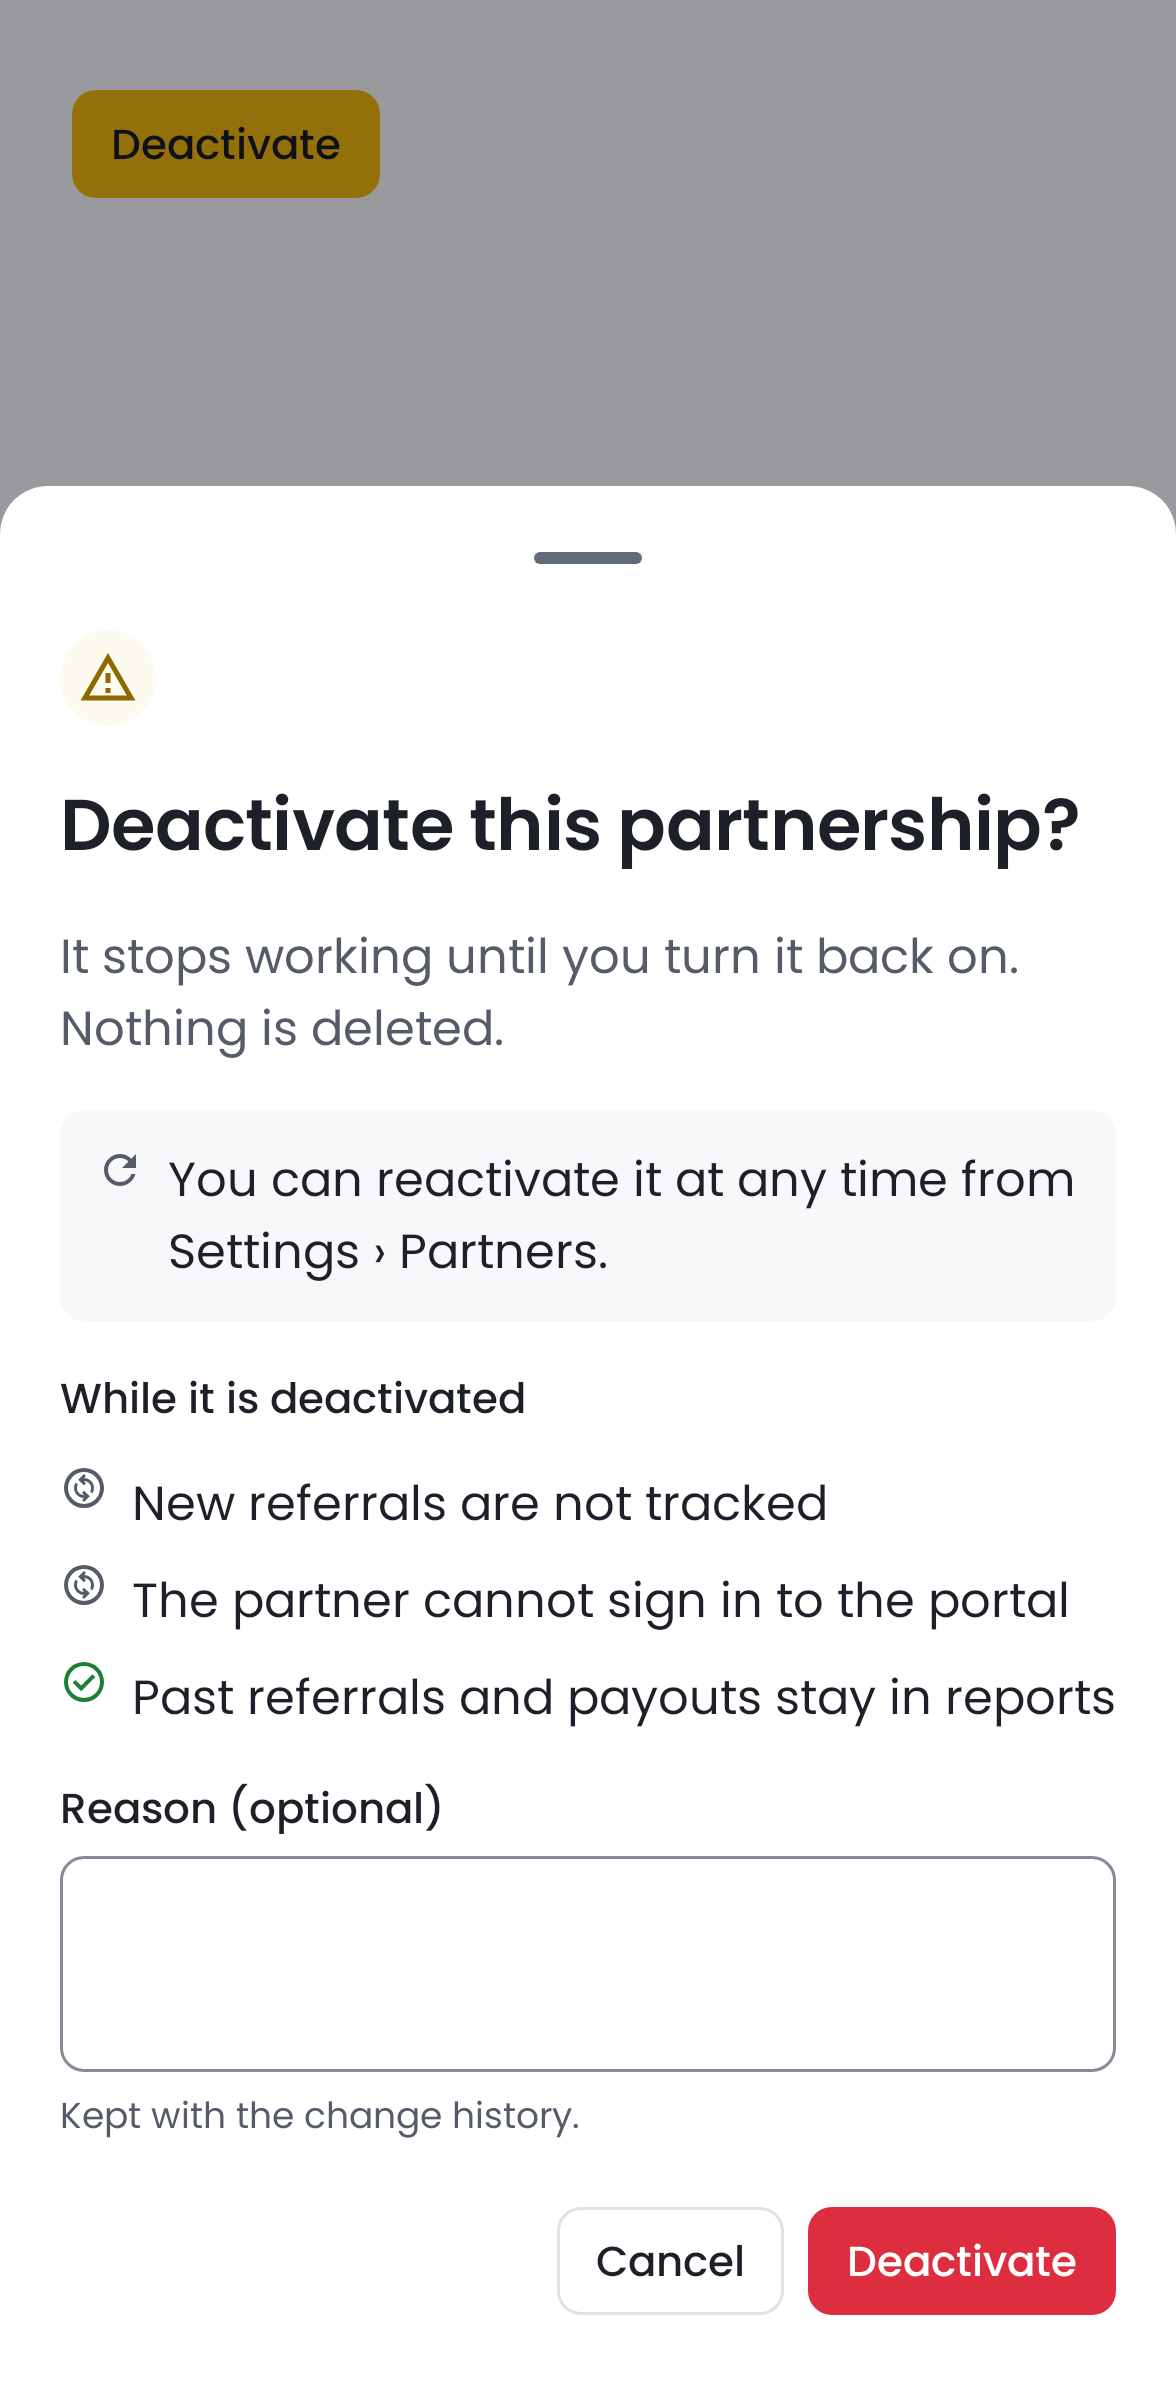 Deactivate
Deactivate this partnership?
It stops working until you turn it back on.
Nothing is deleted.
You can reactivate it at any time from
Settings › Partners.
While it is deactivated
New referrals are not tracked
The partner cannot sign in to the portal
Past referrals and payouts stay in reports
Reason (optional)
Kept with the change history.
Cancel
Deactivate